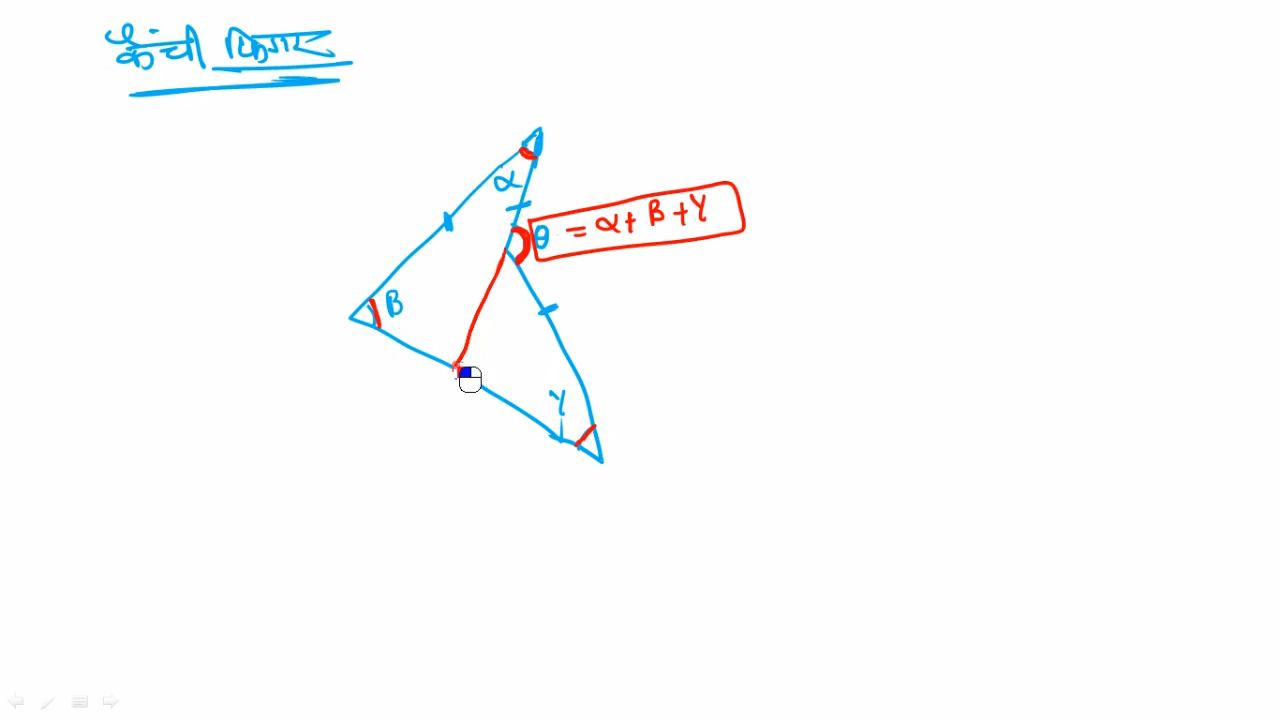 कैंची फिगर
α
θ = α + β + γ
β
γ